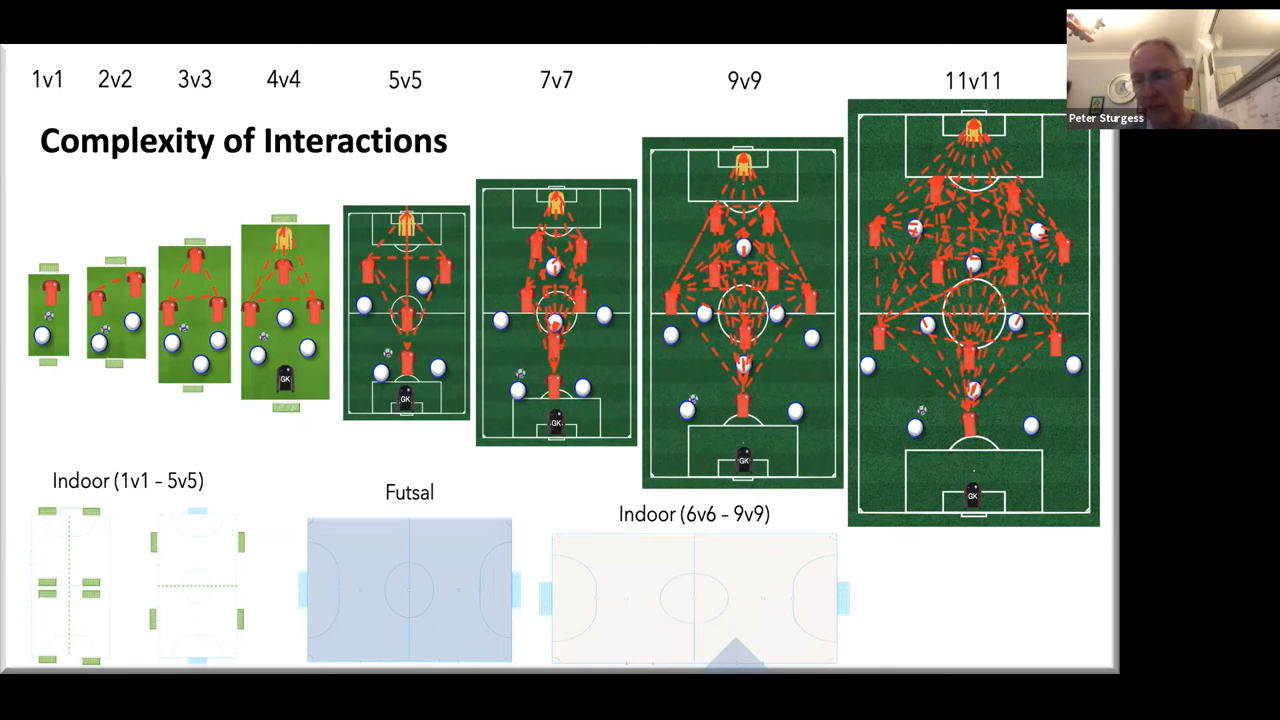 1v1 2v2 3v3 4v4 5v5 7v7 9v9 11v11
Peter Sturgess
Complexity of Interactions
GK
GK
GK
GK
GK
Indoor (1v1 – 5v5)
Futsal
Indoor (6v6 – 9v9)